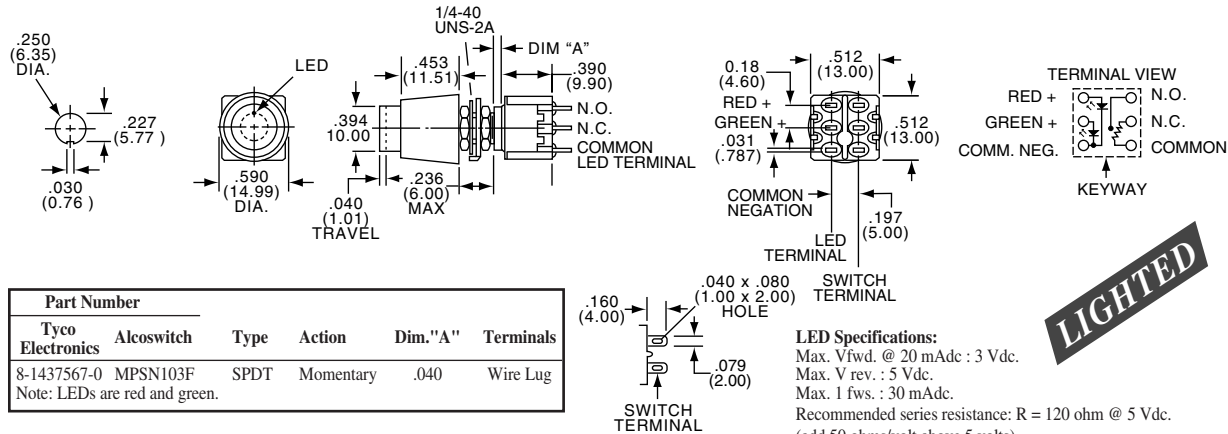 .250
(6.35)
DIA.
.227
(5.77 )
.030
(0.76 )
LED
.590
(14.99)
DIA.
1/4-40
UNS-2A
DIM “A”
.453
(11.51)
.390
(9.90)
.394
10.00
N.O.
N.C.
COMMON
LED TERMINAL
.236
(6.00)
MAX
.040
(1.01)
TRAVEL
0.18
(4.60)
RED +
GREEN +
.031
(.787)
COMMON
NEGATION
LED
TERMINAL
SWITCH
TERMINAL
.512
(13.00)
.512
(13.00)
.197
(5.00)
TERMINAL VIEW
RED +
N.O.
GREEN +
N.C.
COMM. NEG.
COMMON
KEYWAY
LIGHTED
Part Number
Tyco Electronics Alcoswitch Type Action Dim."A" Terminals
8-1437567-0 MPSN103F SPDT Momentary .040 Wire Lug
Note: LEDs are red and green.
.160
(4.00)
.040 x .080
(1.00 x 2.00)
HOLE
.079
(2.00)
SWITCH
TERMINAL
LED Specifications:
Max. Vfwd. @ 20 mAdc : 3 Vdc.
Max. V rev. : 5 Vdc.
Max. 1 fws. : 30 mAdc.
Recommended series resistance: R = 120 ohm @ 5 Vdc.
(add 50 ohms/volt above 5 volts)